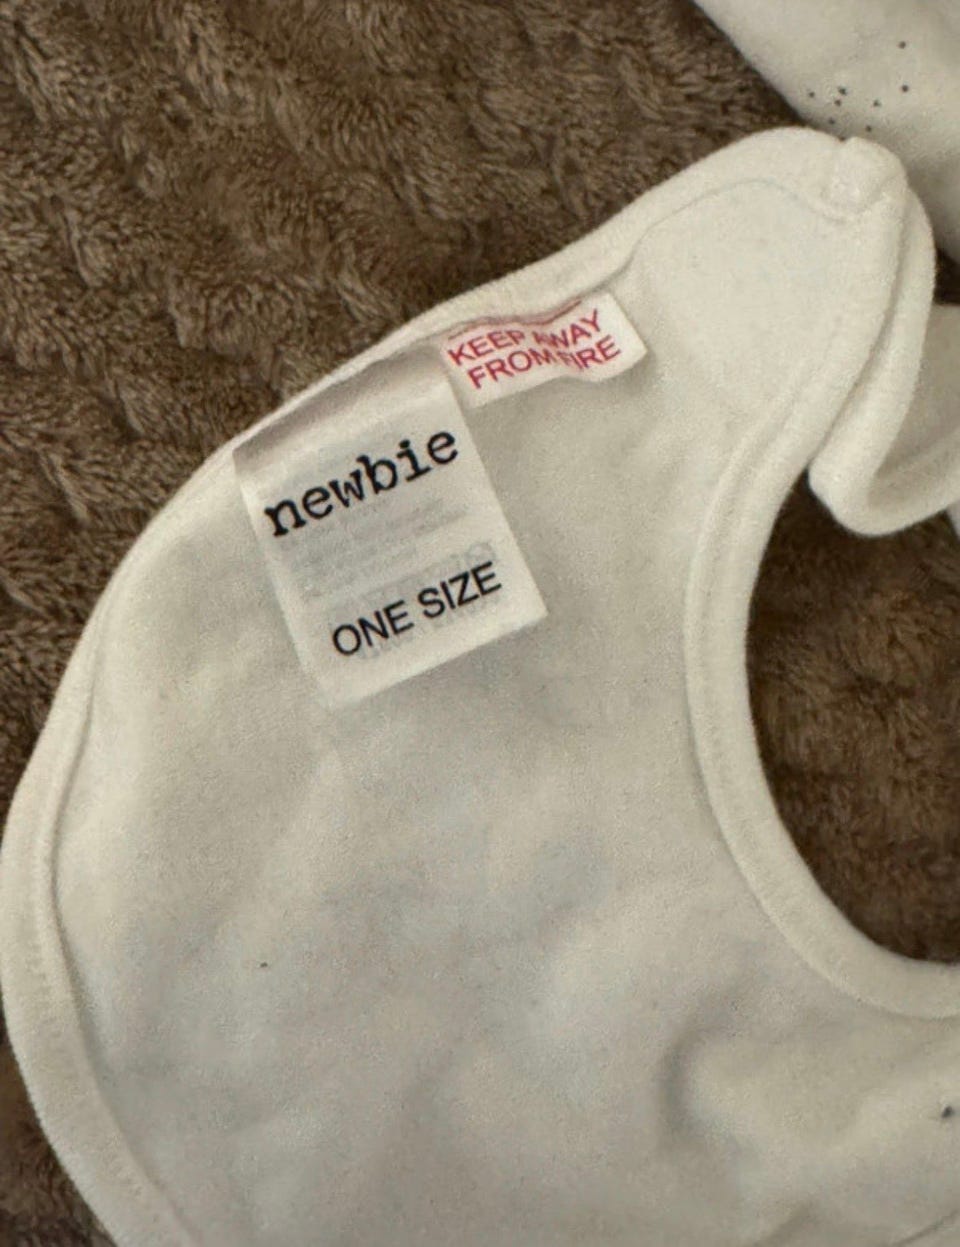 KEEP AWAY
FROM FIRE
newbie
ONE SIZE